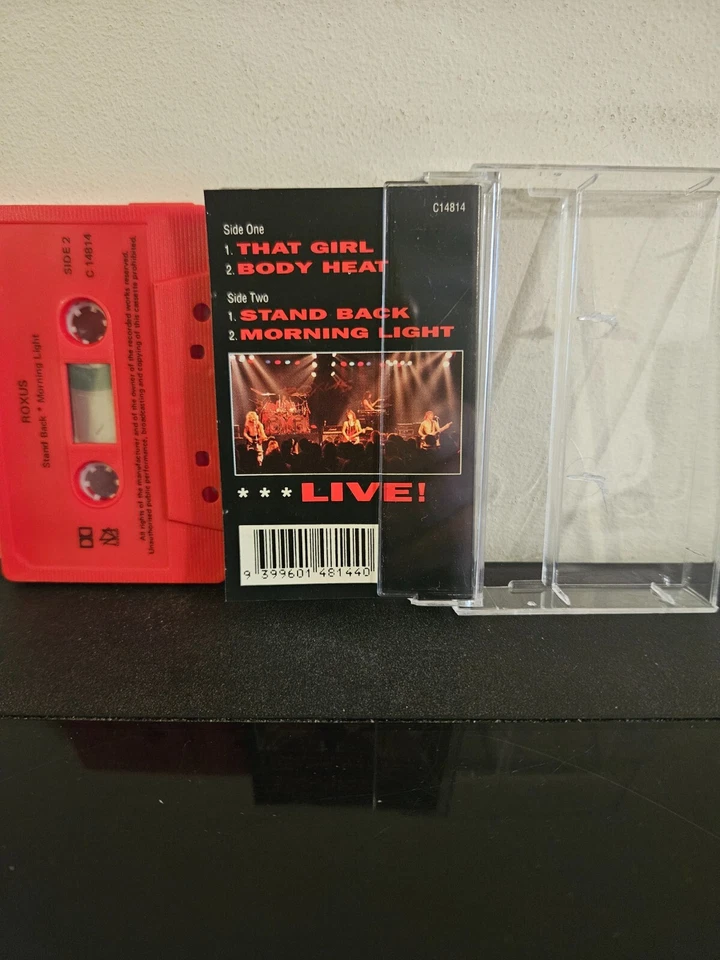 SIDE 2
C 14814
ROXUS
Stand Back * Morning Light
All rights of the manufacturer and of the owner of the recorded works reserved.
Unauthorised public performance, broadcasting and copying of this cassette prohibited.
C14814
Side One
1. THAT GIRL
2. BODY HEAT
Side Two
1. STAND BACK
2. MORNING LIGHT
* * * LIVE!
9 399601 481440